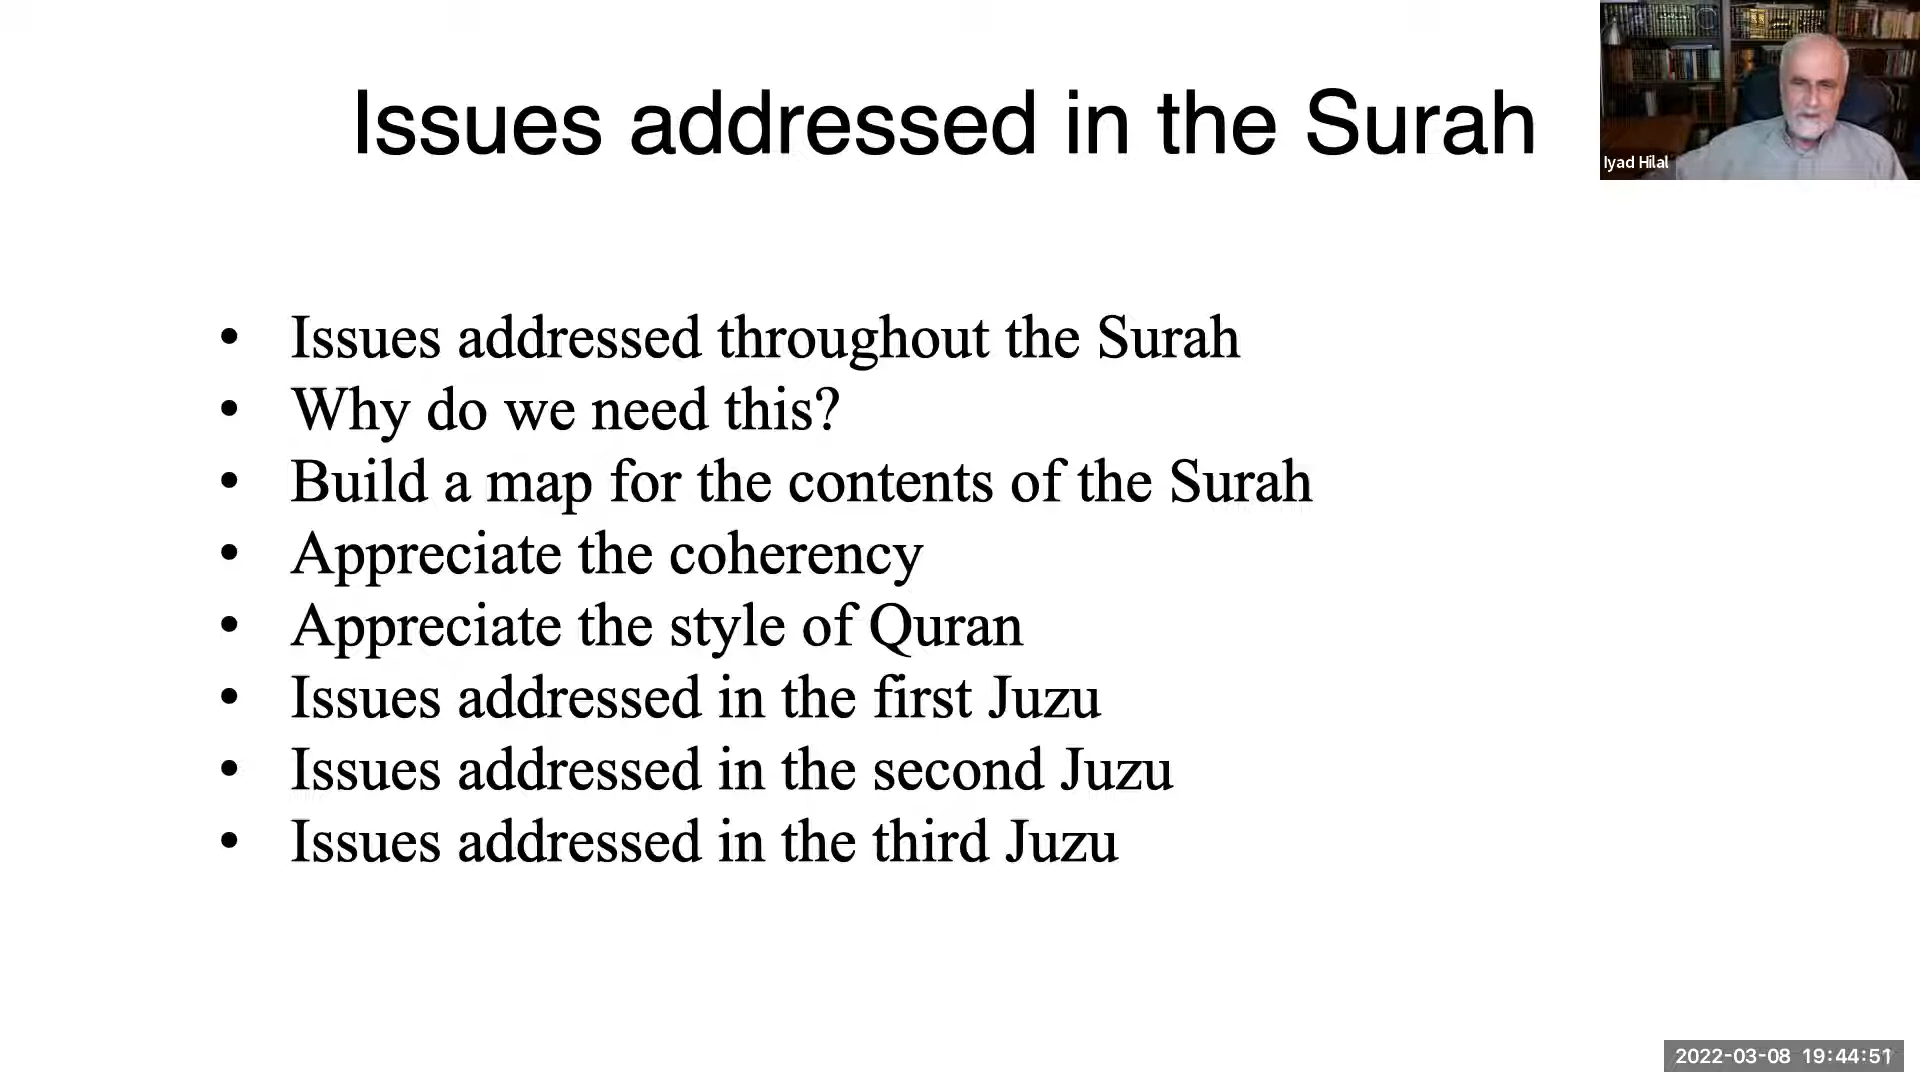 Issues addressed in the Surah
Iyad Hilal
• Issues addressed throughout the Surah
• Why do we need this?
• Build a map for the contents of the Surah
• Appreciate the coherency
• Appreciate the style of Quran
• Issues addressed in the first Juzu
• Issues addressed in the second Juzu
• Issues addressed in the third Juzu
2022-03-08 19:44:51